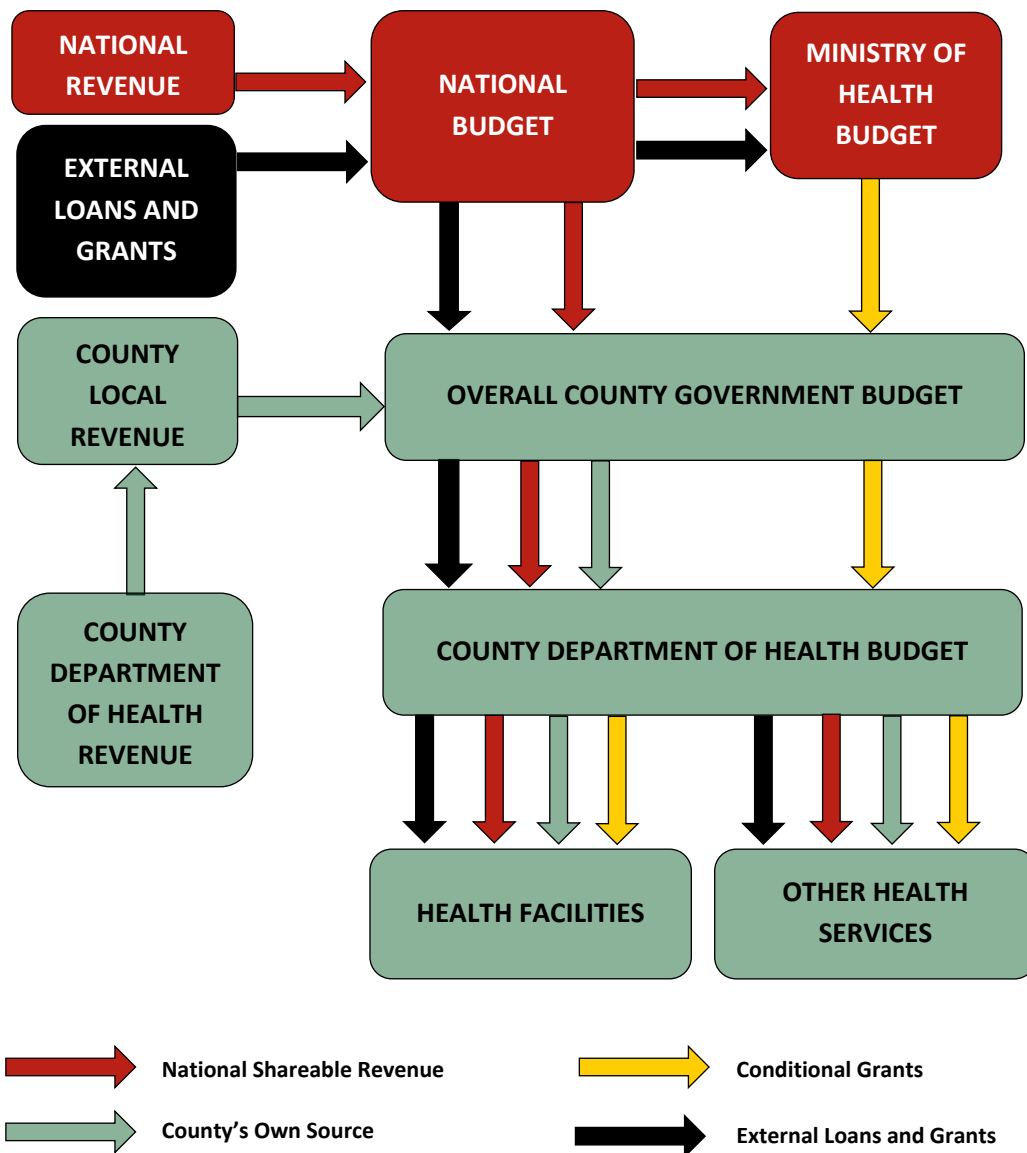 NATIONAL
REVENUE
NATIONAL
BUDGET
MINISTRY OF
HEALTH
BUDGET
EXTERNAL
LOANS AND
GRANTS
COUNTY
LOCAL
REVENUE
OVERALL COUNTY GOVERNMENT BUDGET
COUNTY
DEPARTMENT
OF HEALTH
REVENUE
COUNTY DEPARTMENT OF HEALTH BUDGET
HEALTH FACILITIES
OTHER HEALTH
SERVICES
National Shareable Revenue
Conditional Grants
County’s Own Source
External Loans and Grants